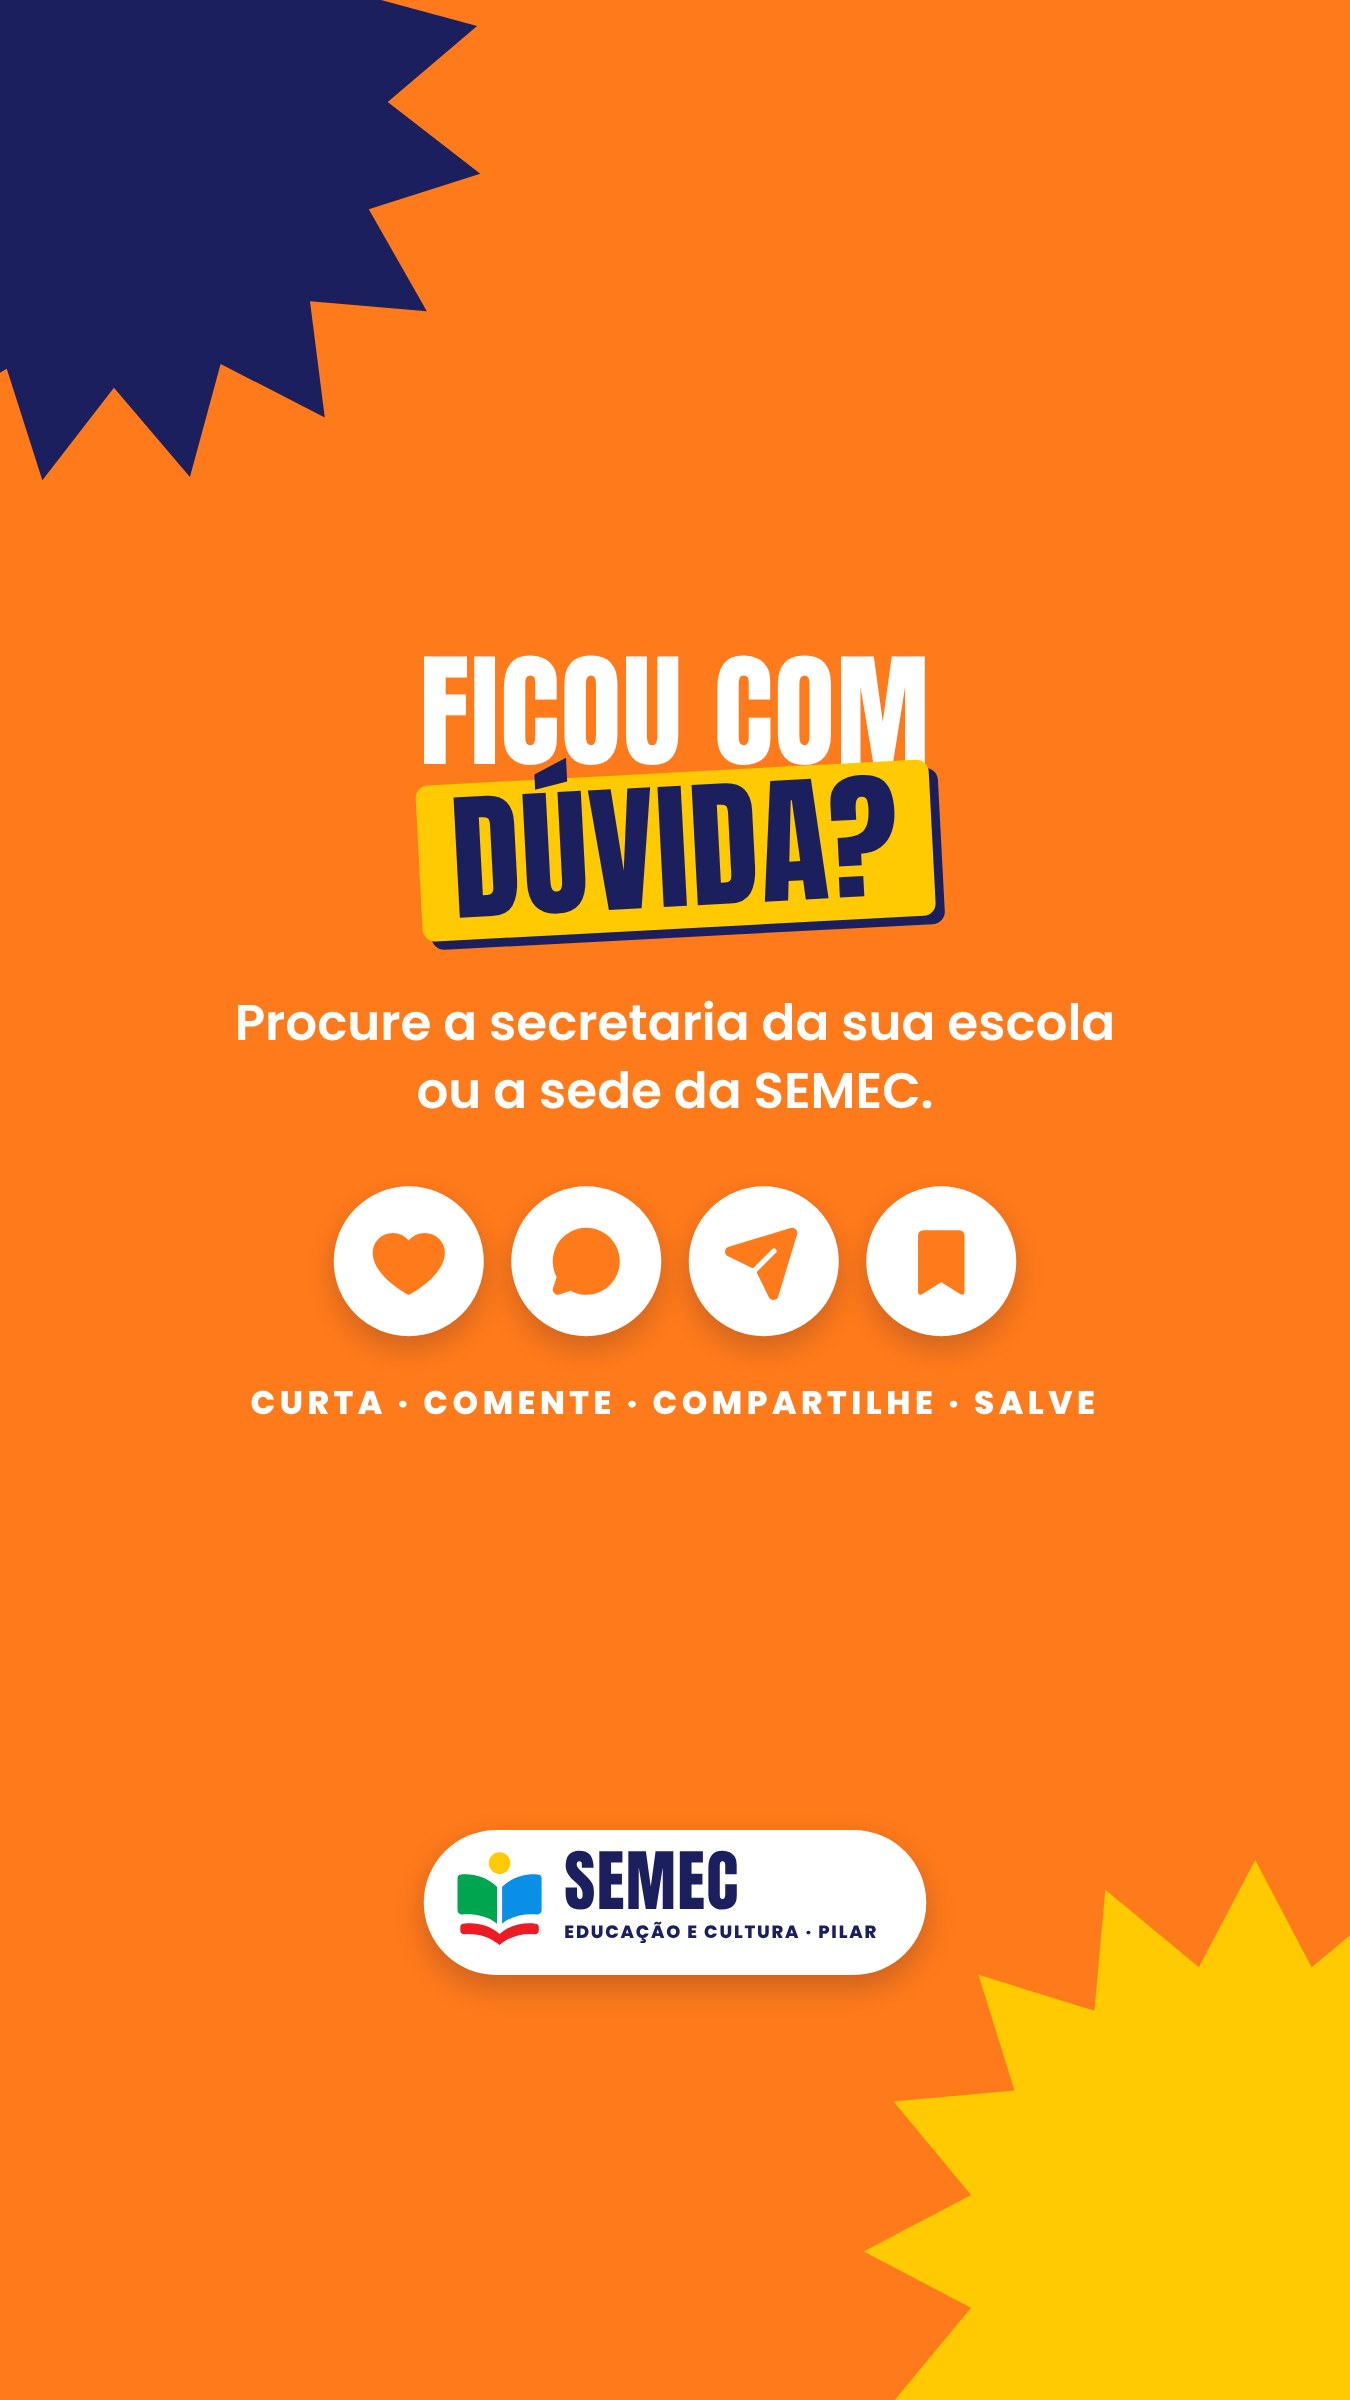 FICOU COM
DÚVIDA?
Procure a secretaria da sua escola
ou a sede da SEMEC.
CURTA · COMENTE · COMPARTILHE · SALVE
SEMEC
EDUCAÇÃO E CULTURA · PILAR